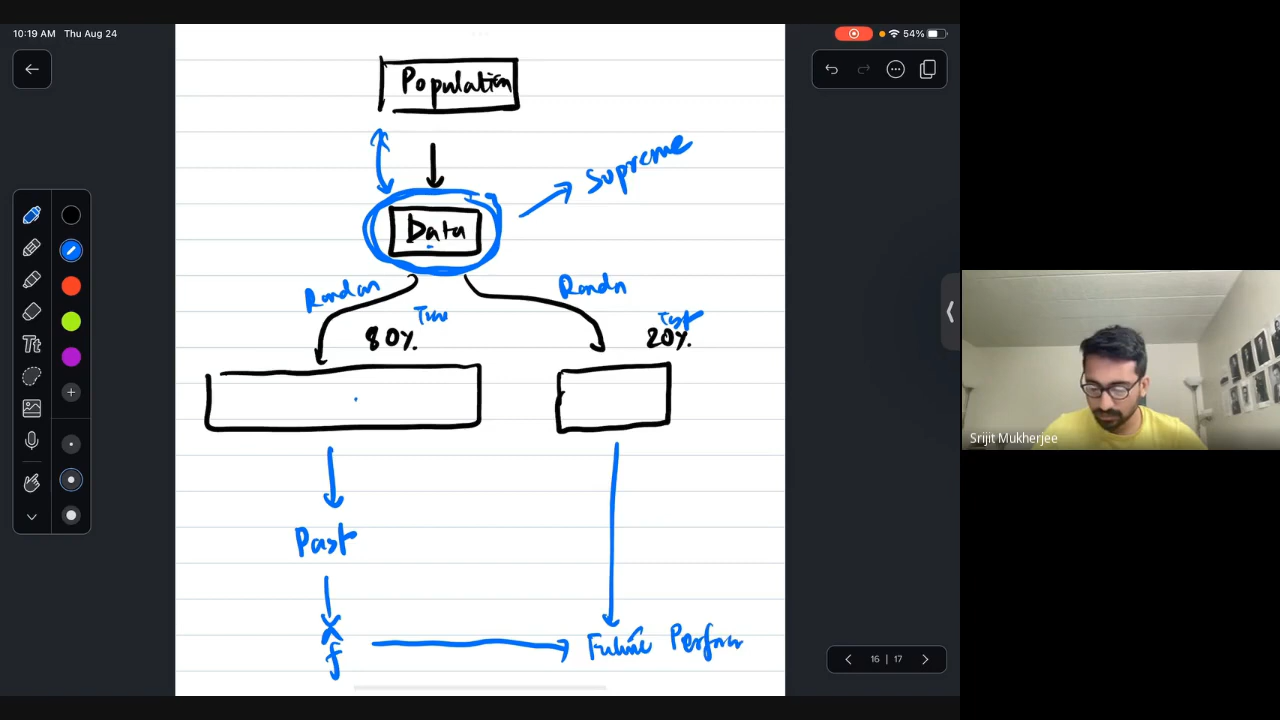 10:19 AM Thu Aug 24
54%
Population
Supreme
Data
Random
Random
80%.
Test
20%.
Past
f
Future Perform
Tt
16 | 17
Srijit Mukherjee